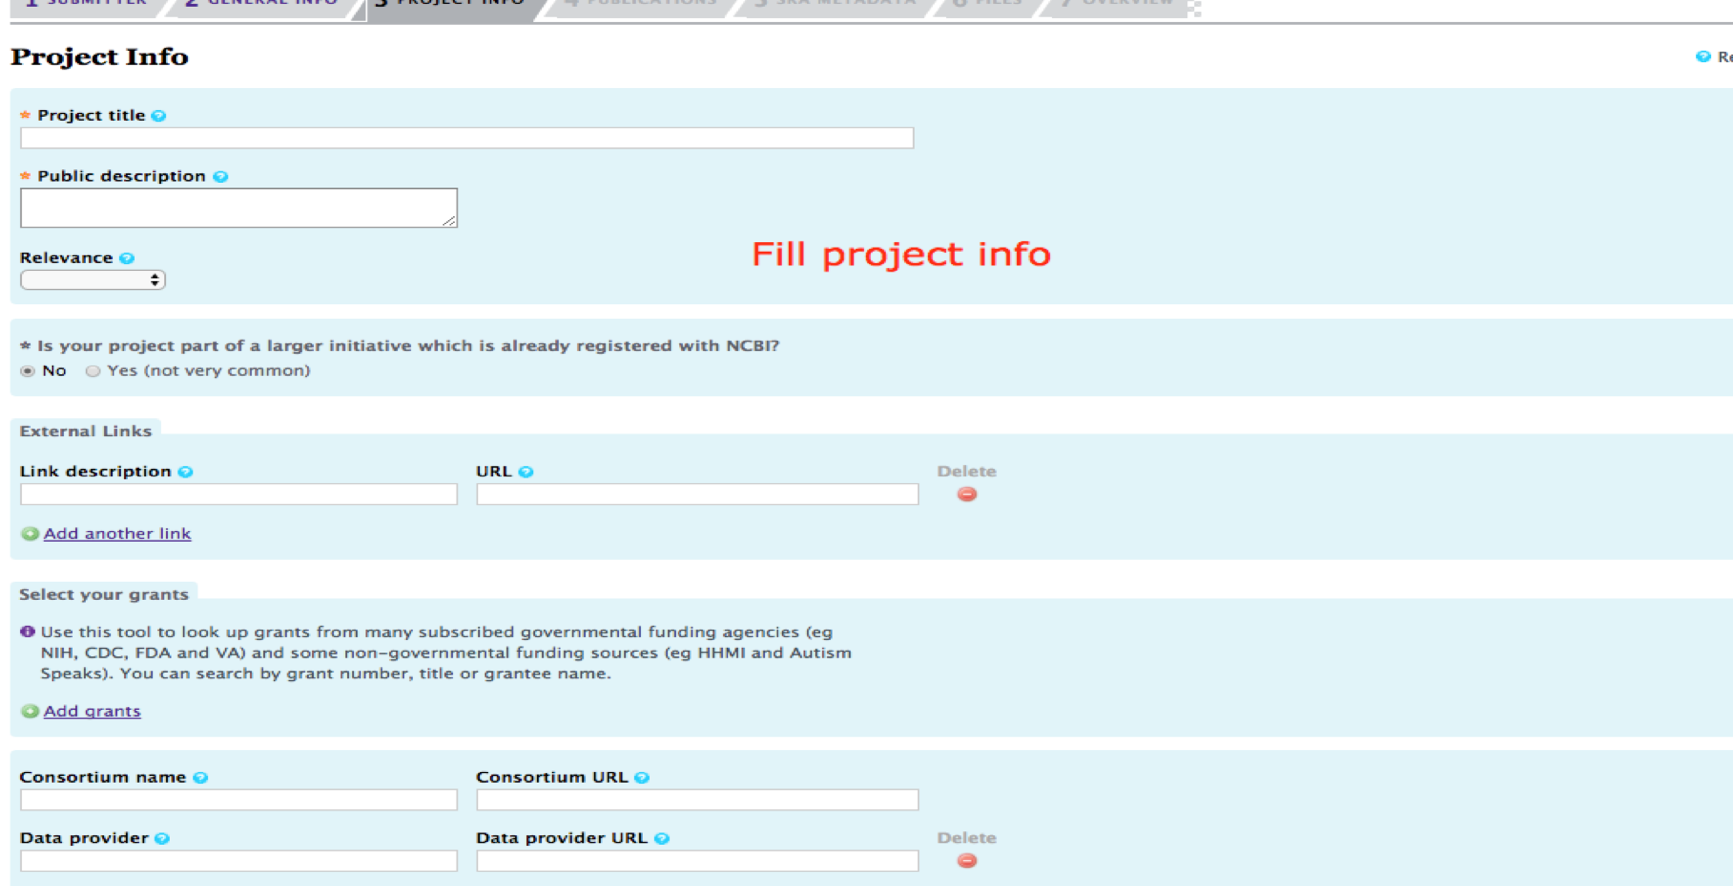 1 SUBMITTER 2 GENERAL INFO 3 PROJECT INFO 4 PUBLICATIONS 5 SRA METADATA 6 FILES 7 OVERVIEW
Project Info
* Project title
* Public description
Fill project info
Relevance
* Is your project part of a larger initiative which is already registered with NCBI?
No Yes (not very common)
External Links
Link description URL Delete
Add another link
Select your grants
Use this tool to look up grants from many subscribed governmental funding agencies (eg
NIH, CDC, FDA and VA) and some non-governmental funding sources (eg HHMI and Autism
Speaks). You can search by grant number, title or grantee name.
Add grants
Consortium name Consortium URL
Data provider Data provider URL Delete